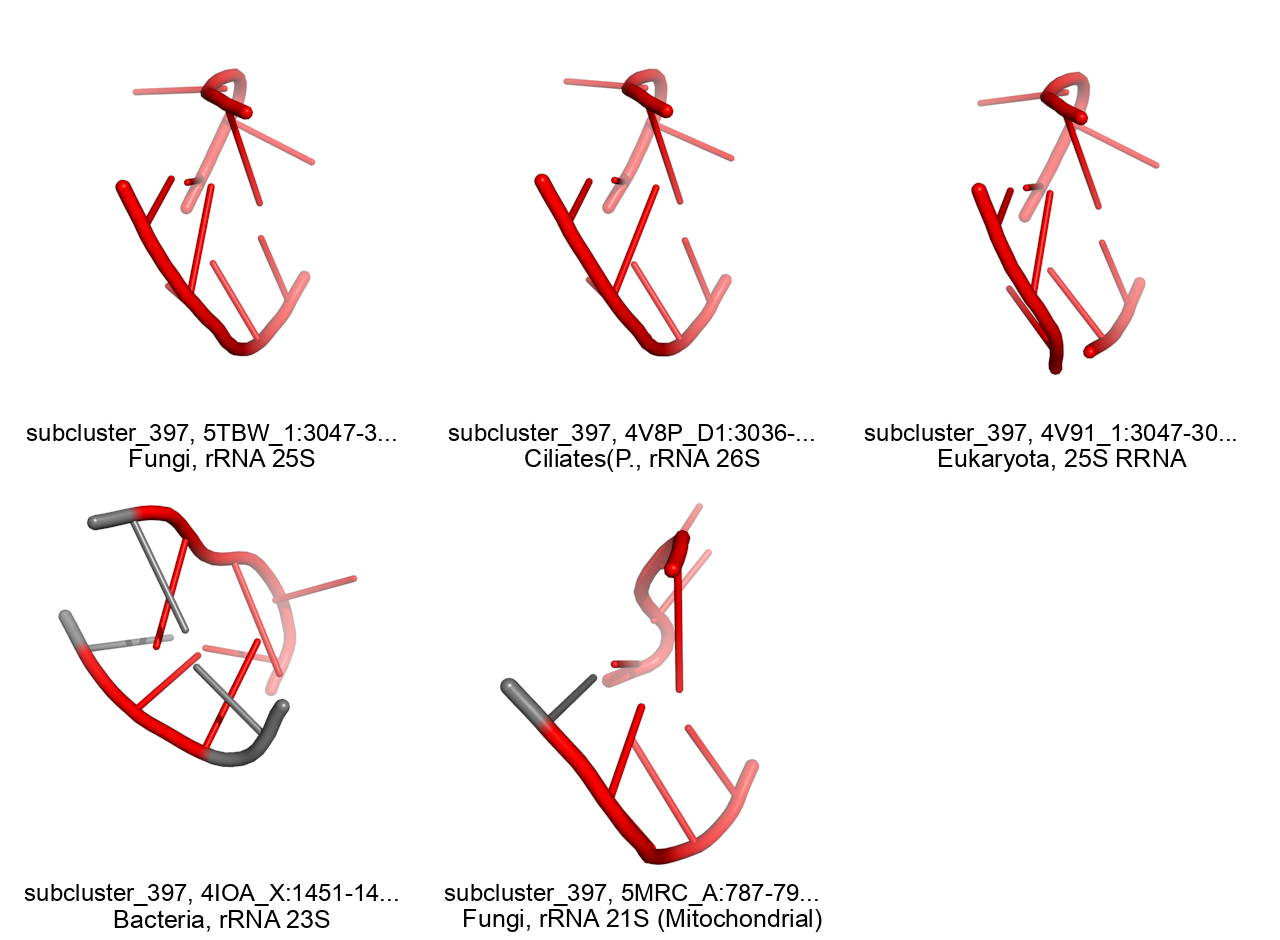 subcluster_397, 5TBW_1:3047-3...
Fungi, rRNA 25S
subcluster_397, 4V8P_D1:3036-...
Ciliates(P., rRNA 26S
subcluster_397, 4V91_1:3047-30...
Eukaryota, 25S RRNA
subcluster_397, 4IOA_X:1451-14...
Bacteria, rRNA 23S
subcluster_397, 5MRC_A:787-79...
Fungi, rRNA 21S (Mitochondrial)